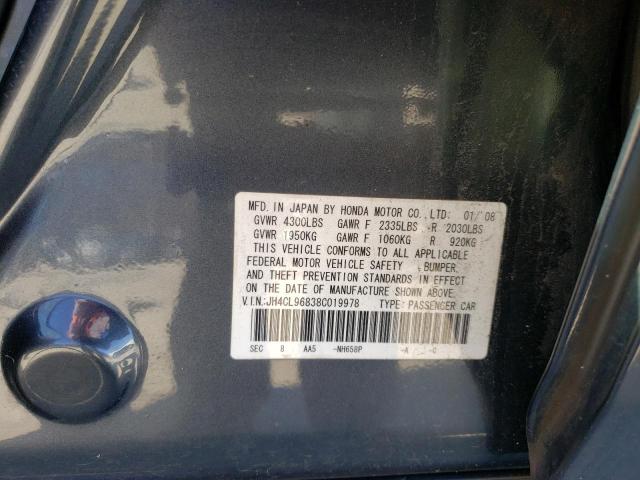 MFD. IN JAPAN BY HONDA MOTOR CO., LTD: 01/'08
GVWR 4300LBS GAWR F 2335LBS -R 2030LBS
GVWR 1950KG GAWR F 1060KG R 920KG
THIS VEHICLE CONFORMS TO ALL APPLICABLE
FEDERAL MOTOR VEHICLE SAFETY , BUMPER,
AND THEFT PREVENTION STANDARDS IN EFFECT
ON THE DATE OF MANUFACTURE SHOWN ABOVE.
V.I.N.:JH4CL96838C019978 TYPE: PASSENGER CAR
SEC 8 AA5 -NH658P -A -C